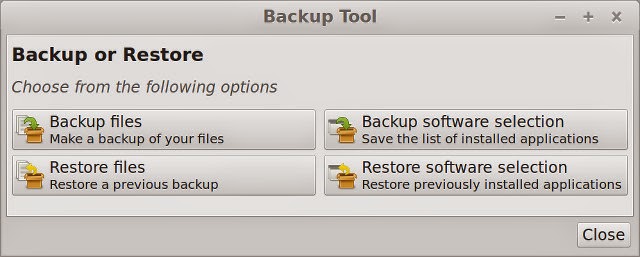 Backup Tool
Backup or Restore
Choose from the following options
Backup files
Make a backup of your files
Backup software selection
Save the list of installed applications
Restore files
Restore a previous backup
Restore software selection
Restore previously installed applications
Close